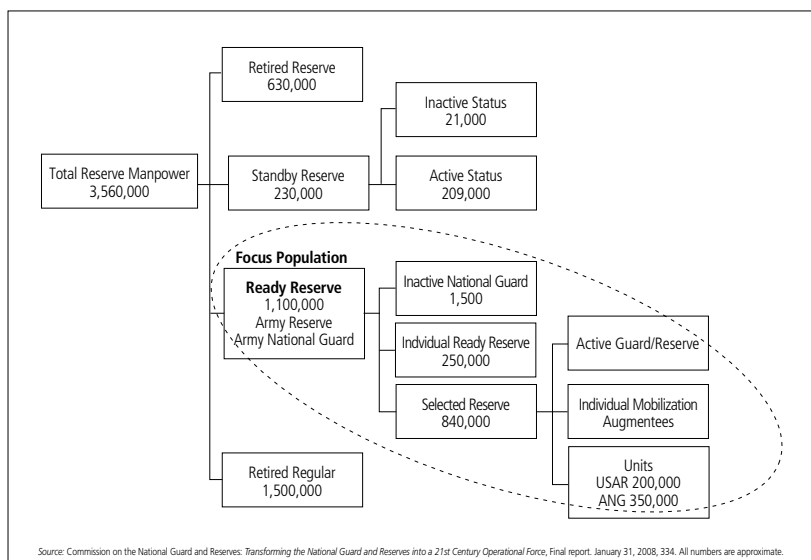 Retired Reserve
630,000
Inactive Status
21,000
Total Reserve Manpower
3,560,000
Standby Reserve
230,000
Active Status
209,000
Focus Population
Ready Reserve
1,100,000
Army Reserve
Army National Guard
Inactive National Guard
1,500
Indvidual Ready Reserve
250,000
Selected Reserve
840,000
Active Guard/Reserve
Individual Mobilization
Augmentees
Units
USAR 200,000
ANG 350,000
Retired Regular
1,500,000
Source: Commission on the National Guard and Reserves: Transforming the National Guard and Reserves into a 21st Century Operational Force, Final report. January 31, 2008, 334. All numbers are approximate.